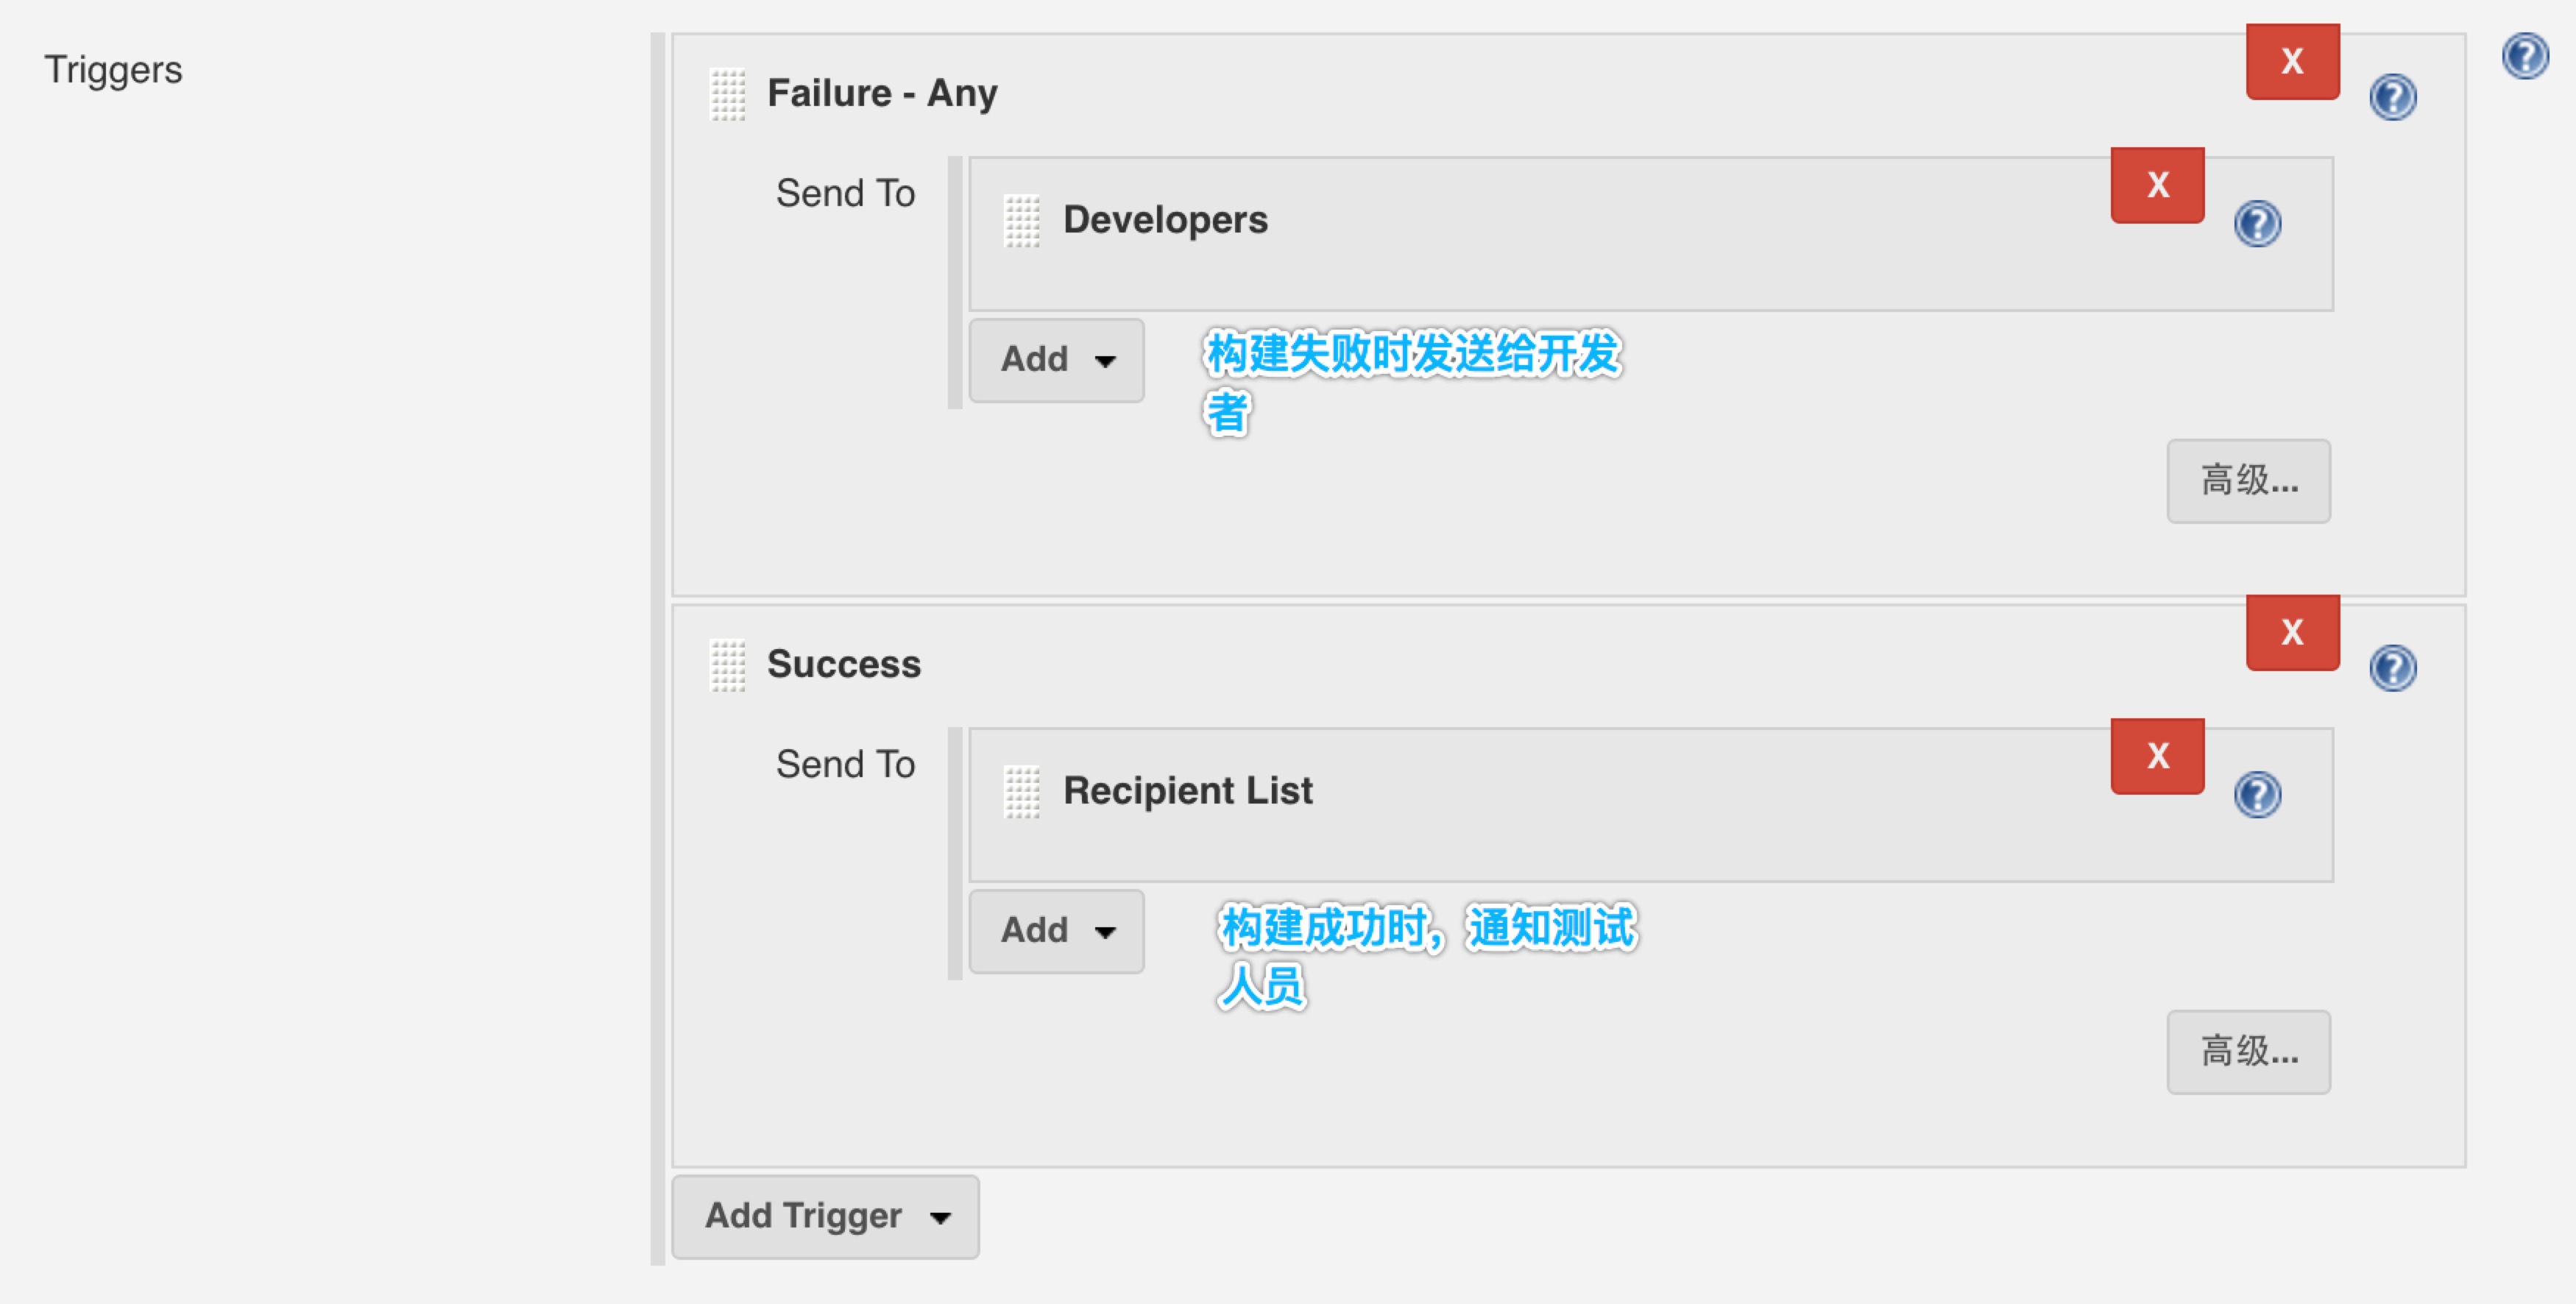 Triggers
X
Failure - Any
X
Send To
Developers
Add
构建失败时发送给开发
者
高级...
X
Success
X
Send To
Recipient List
Add
构建成功时，通知测试
人员
高级...
Add Trigger